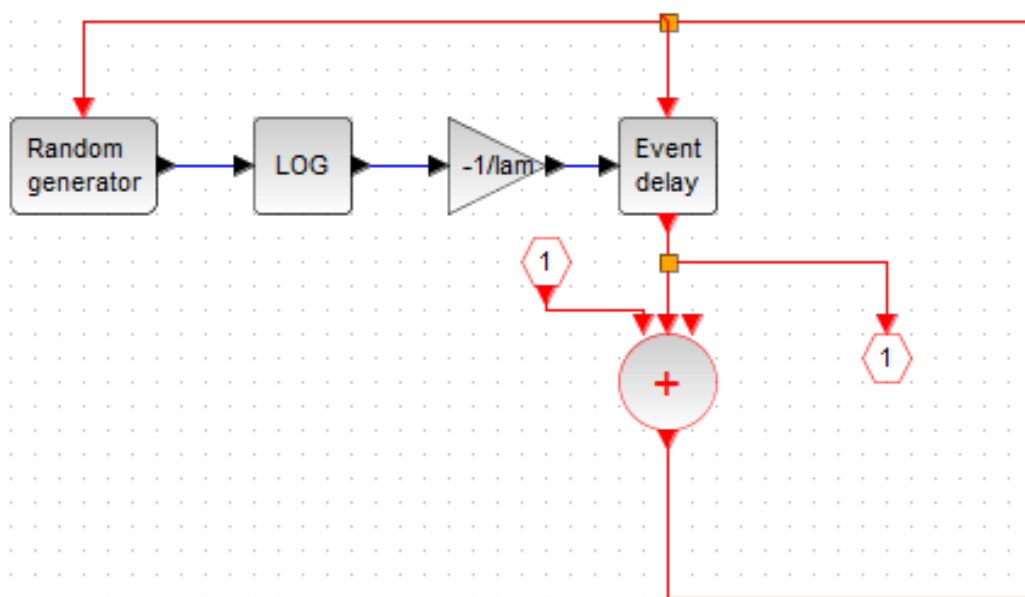 Random
generator
LOG
-1/lam
Event
delay
1
+
1